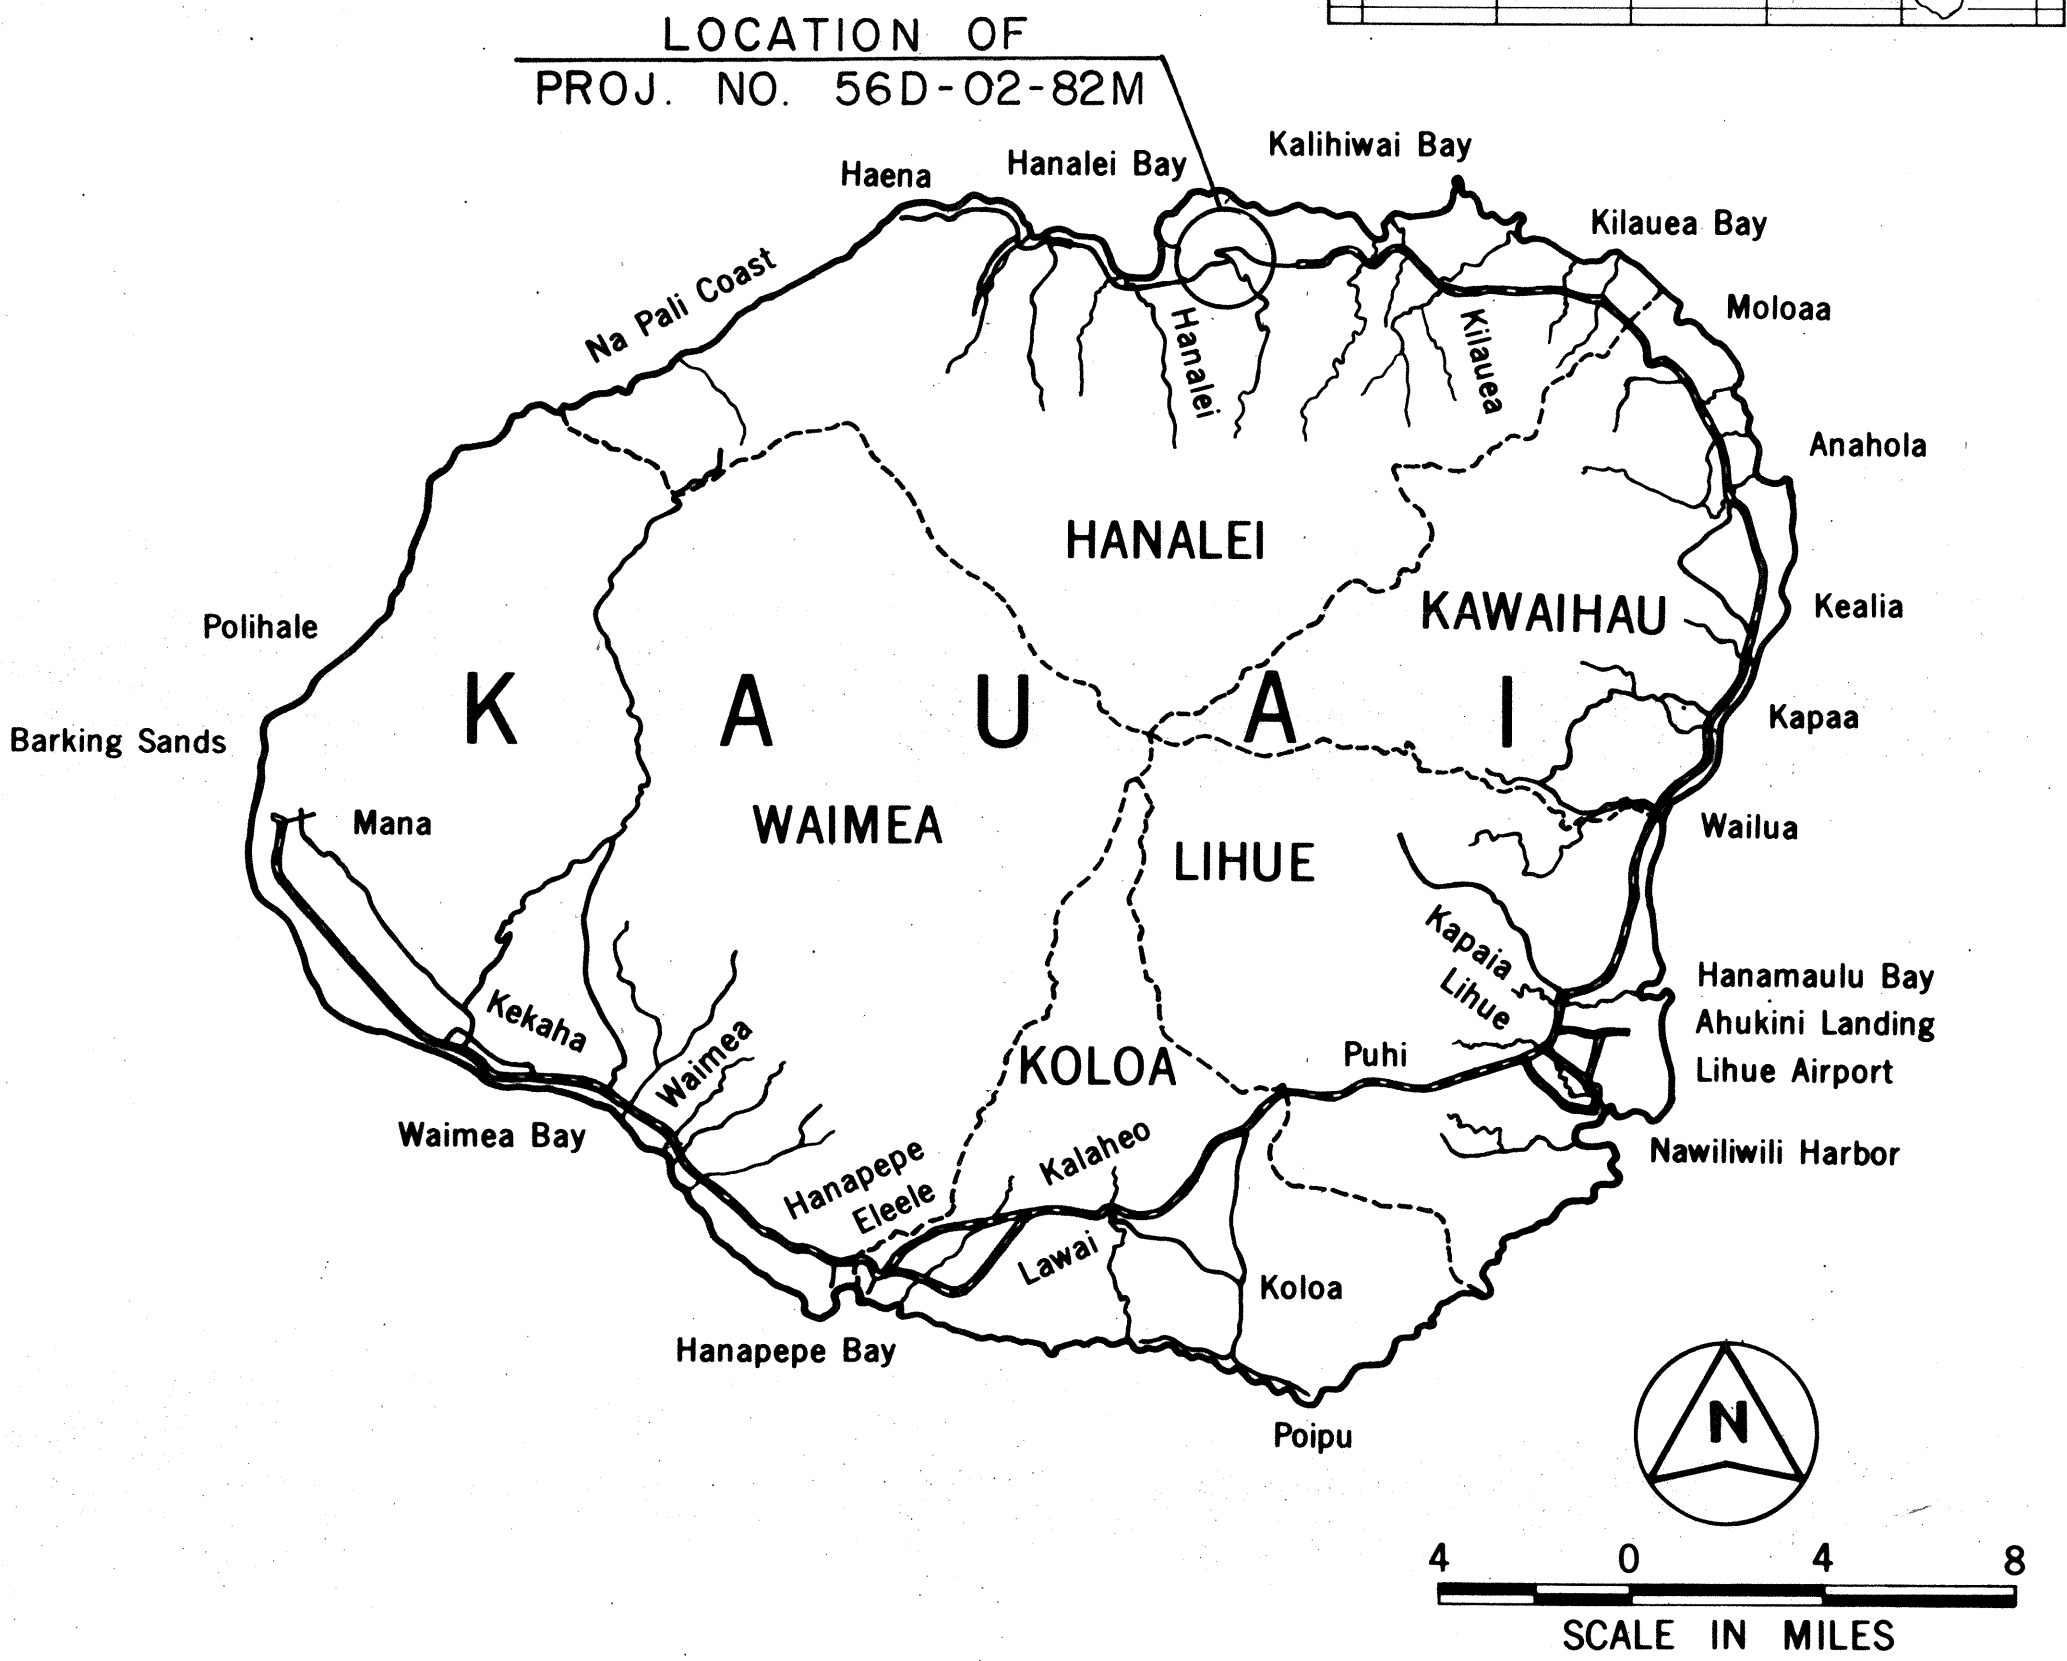 LOCATION OF
PROJ. NO. 56D-02-82M
Kalihiwai Bay
Hanalei Bay
Haena
Kilauea Bay
Na Pali Coast
Moloaa
Hanalei
Kilauea
Anahola
HANALEI
KAWAIHAU
Kealia
Polihale
K A U A I
Kapaa
Barking Sands
Mana
WAIMEA
Wailua
LIHUE
Kapaia
Lihue
Hanamaulu Bay
Ahukini Landing
Lihue Airport
Kekaha
Waimea
KOLOA
Puhi
Waimea Bay
Kalaheo
Nawiliwili Harbor
Hanapepe
Eleele
Lawai
Koloa
Hanapepe Bay
Poipu
N
4 0 4 8
SCALE IN MILES